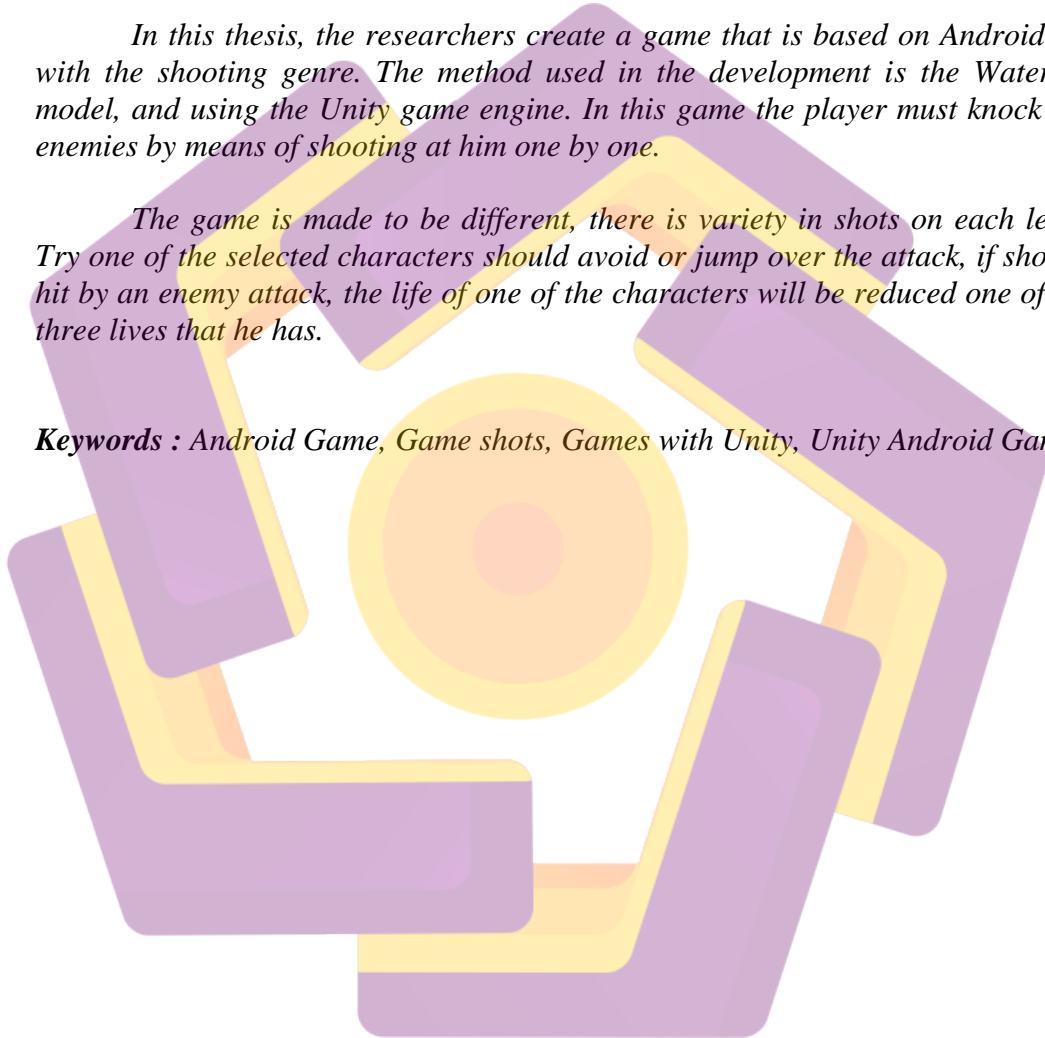 In this thesis, the researchers create a game that is based on Android
with the shooting genre. The method used in the development is the Water
model, and using the Unity game engine. In this game the player must knock
enemies by means of shooting at him one by one.
The game is made to be different, there is variety in shots on each le
Try one of the selected characters should avoid or jump over the attack, if sho
hit by an enemy attack, the life of one of the characters will be reduced one of
three lives that he has.
Keywords : Android Game, Game shots, Games with Unity, Unity Android Ga